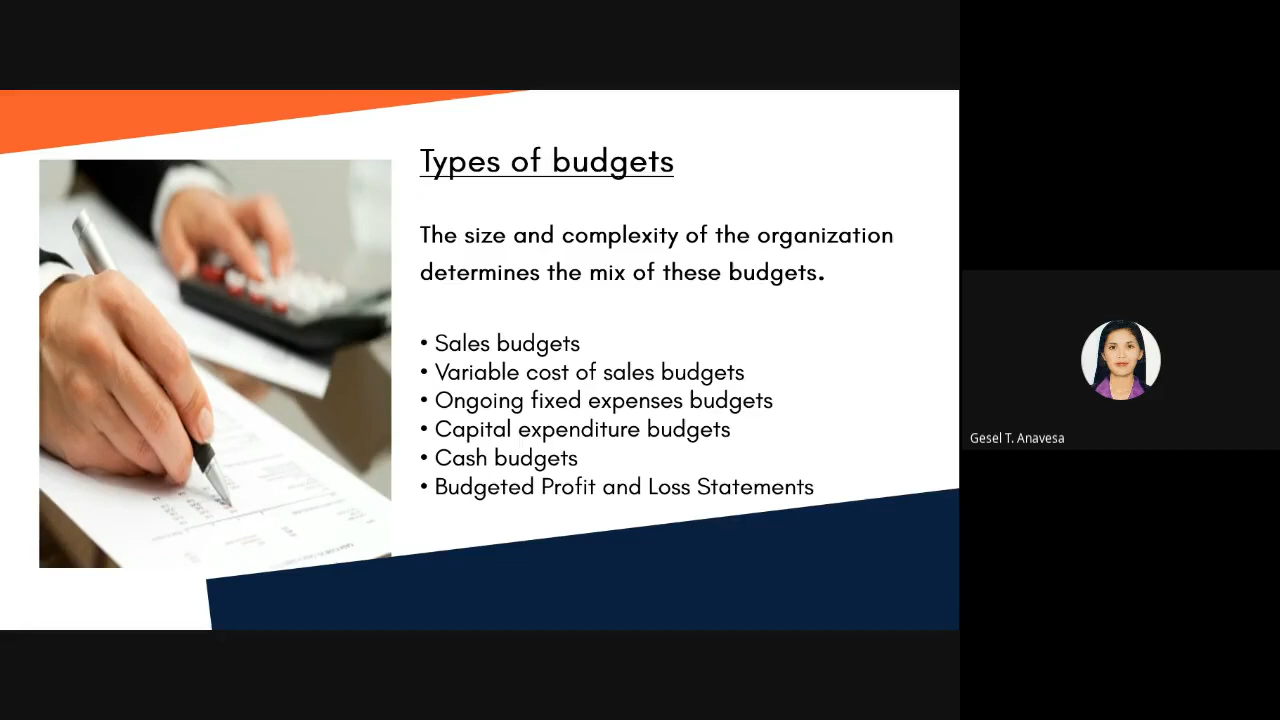 Types of budgets
The size and complexity of the organization
determines the mix of these budgets.
• Sales budgets
• Variable cost of sales budgets
• Ongoing fixed expenses budgets
• Capital expenditure budgets
• Cash budgets
• Budgeted Profit and Loss Statements
Gesel T. Anavesa